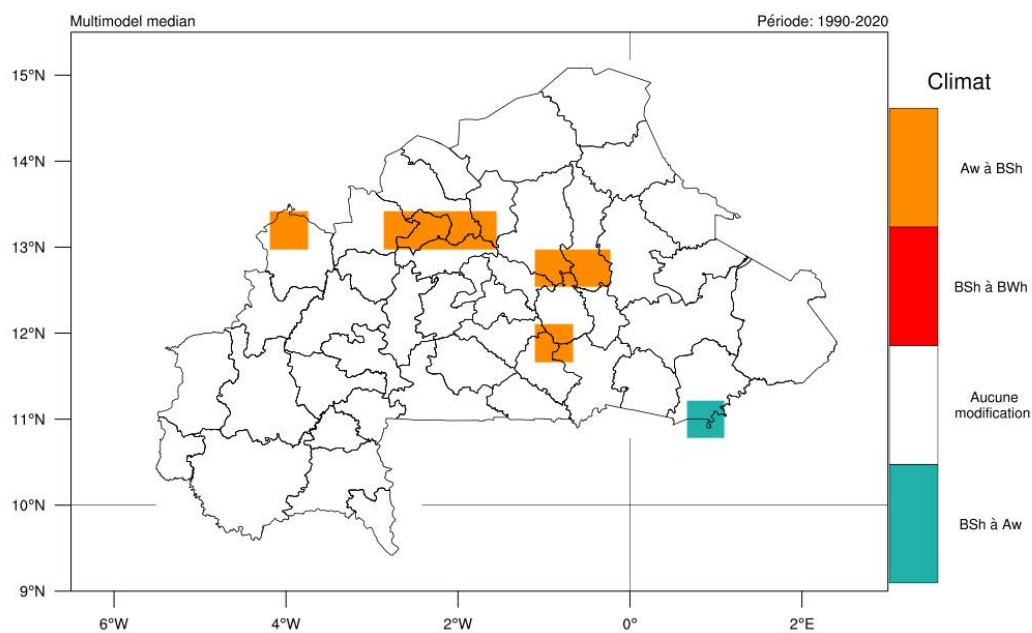 Multimodel median
Période: 1990-2020
15°N
14°N
13°N
12°N
11°N
10°N
9°N
6°W
4°W
2°W
0°
2°E
Climat
Aw à BSh
BSh à BWh
Aucune
modification
BSh à Aw